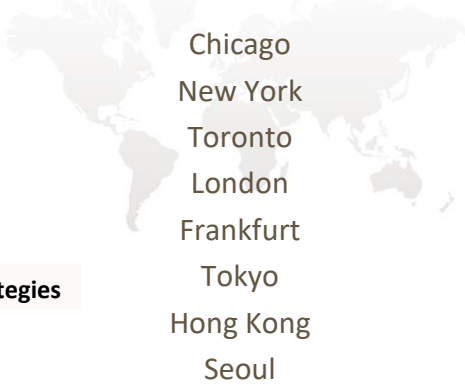 Chicago
New York
Toronto
London
Frankfurt
Tokyo
tegies
Hong Kong
Seoul